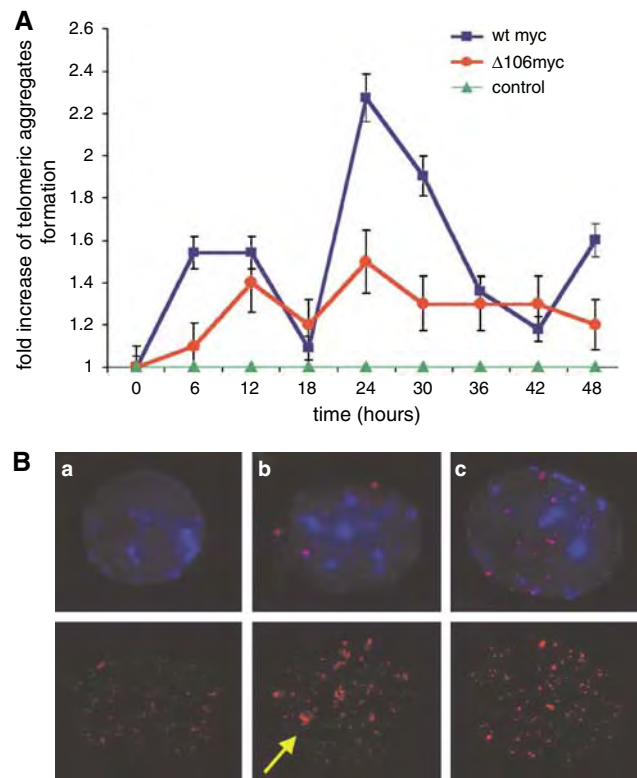 A
2.6
2.4
2.2
2
1.8
1.6
1.4
1.2
1
fold increase of telomeric aggregates
formation
wt myc
Δ106myc
control
0 6 12 18 24 30 36 42 48
time (hours)
B
a b c